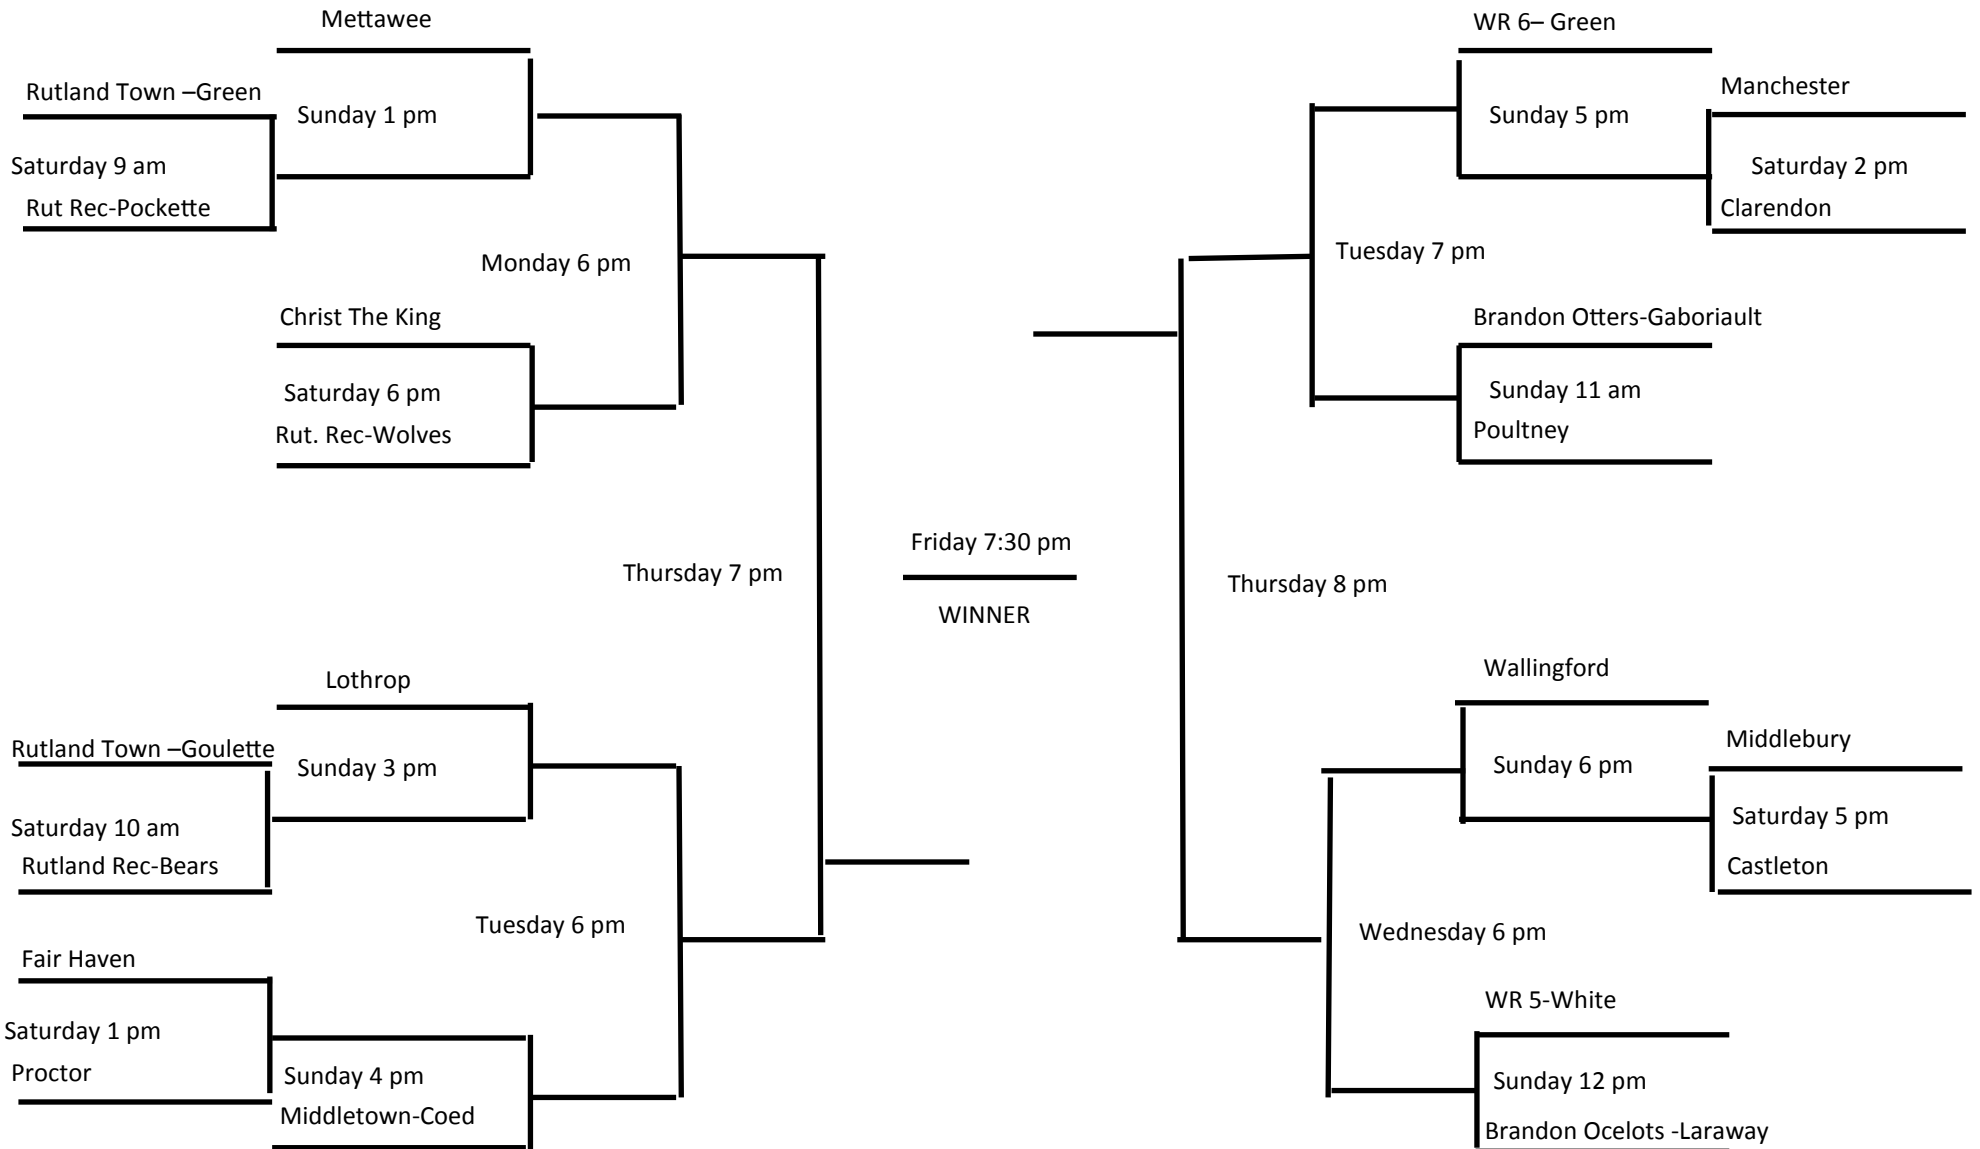 Mettawee
Rutland Town –Green
Sunday 1 pm
Saturday 9 am
Rut Rec-Pockette
Monday 6 pm
Christ The King
Saturday 6 pm
Rut. Rec-Wolves
Thursday 7 pm
Lothrop
Rutland Town –Goulette
Sunday 3 pm
Saturday 10 am
Rutland Rec-Bears
Tuesday 6 pm
Fair Haven
Saturday 1 pm
Proctor
Sunday 4 pm
Middletown-Coed
Friday 7:30 pm
WINNER
WR 6– Green
Manchester
Sunday 5 pm
Saturday 2 pm
Clarendon
Tuesday 7 pm
Brandon Otters-Gaboriault
Sunday 11 am
Poultney
Thursday 8 pm
Wallingford
Middlebury
Sunday 6 pm
Saturday 5 pm
Castleton
Wednesday 6 pm
WR 5-White
Sunday 12 pm
Brandon Ocelots -Laraway